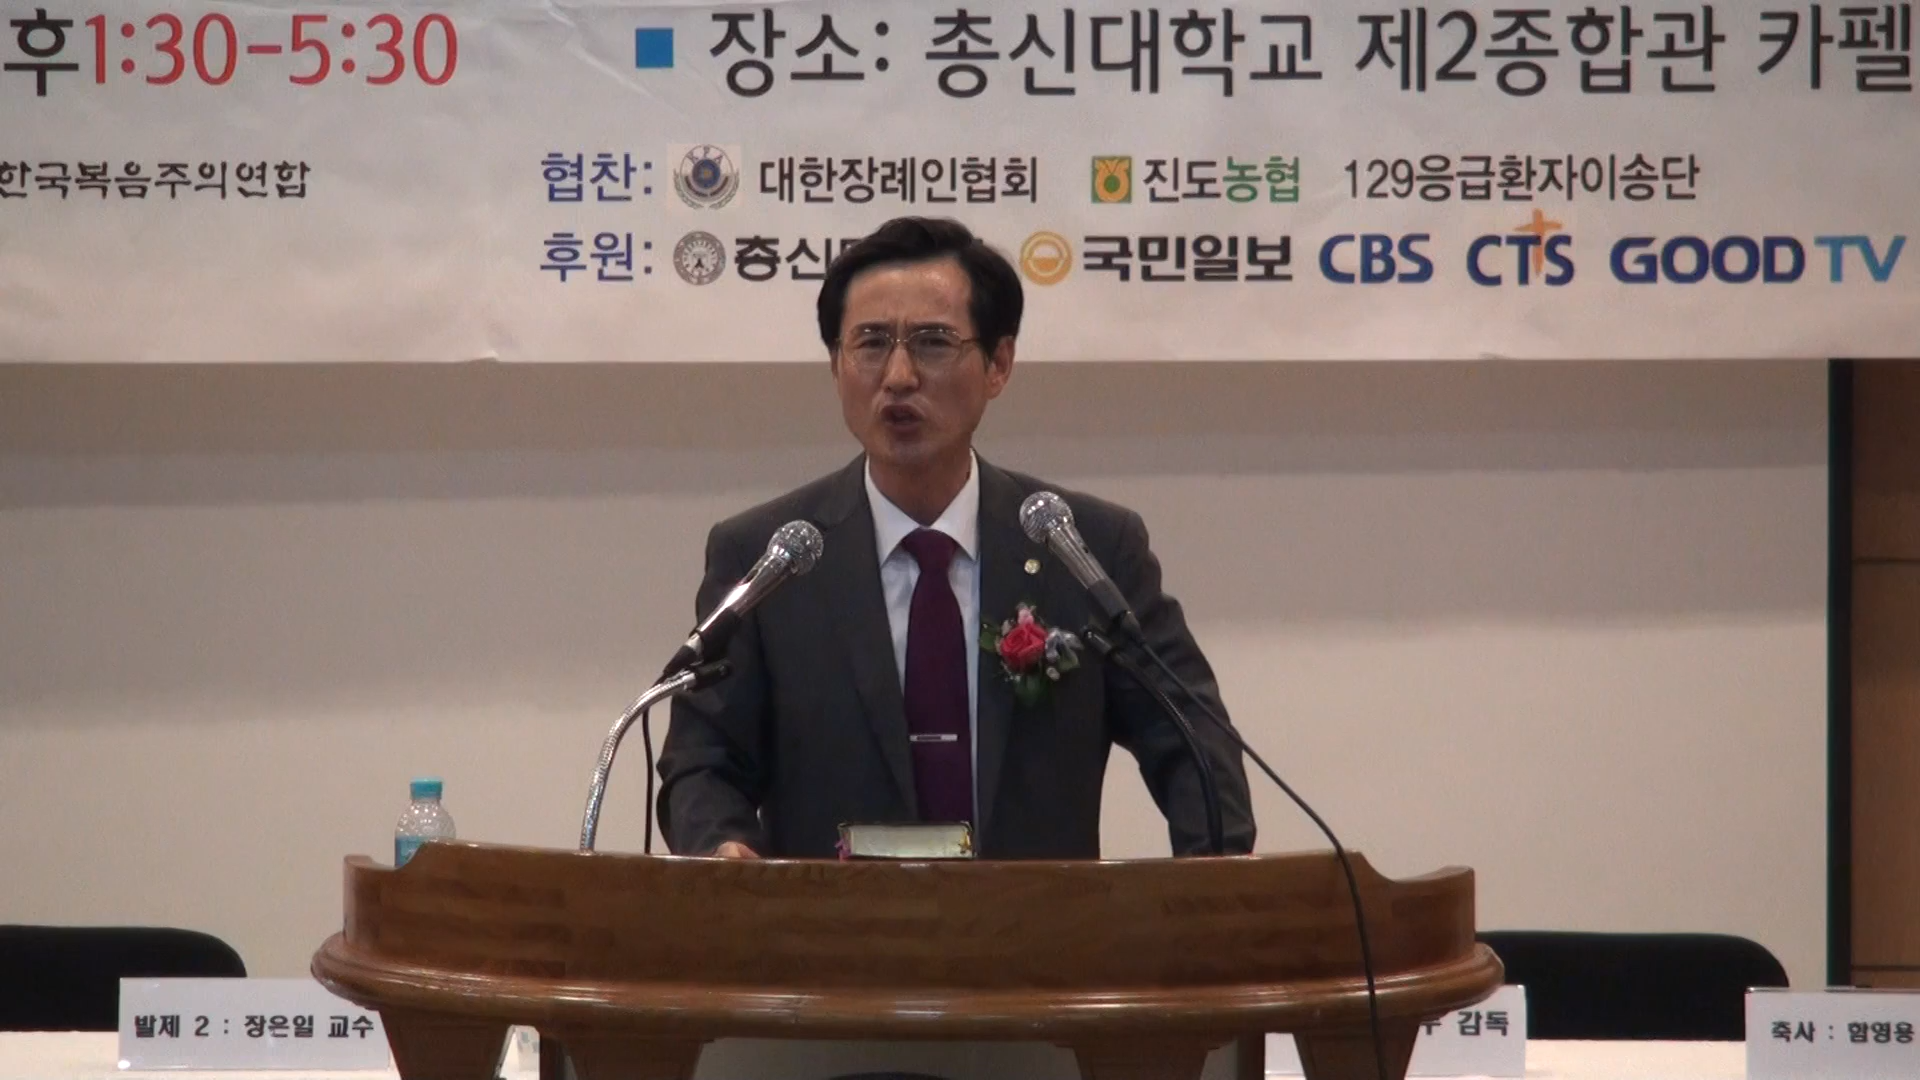 후1:30-5:30 ■ 장소: 총신대학교 제2종합관 카펠
한국복음주의연합 협찬: KFA 대한장례인협회 진도농협 129응급환자이송단
후원: 총신 국민일보 CBS CTS GOODTV
발제 2 : 장은일 교수 감독 축사 : 함영용